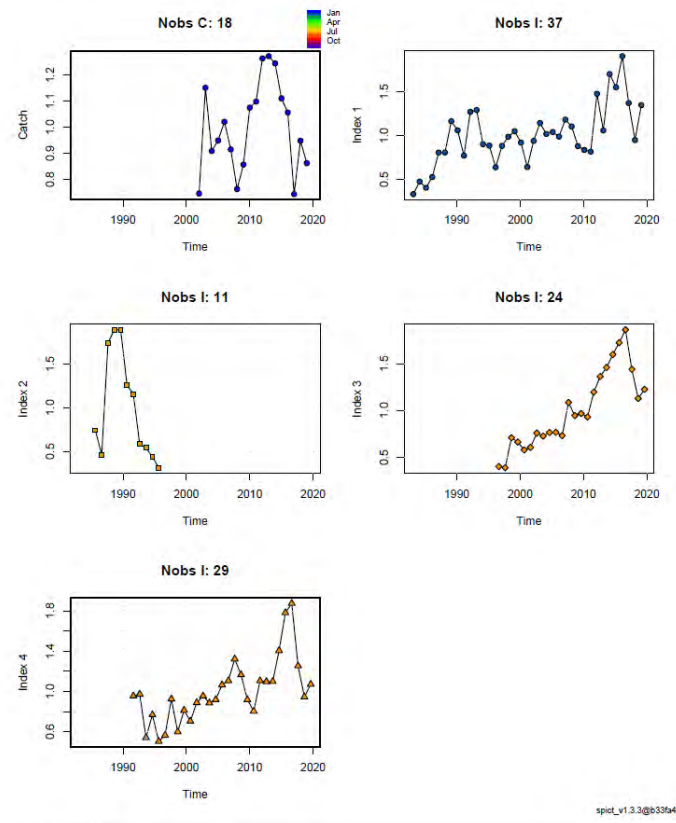 Nobs C: 18
Jan
Apr
Jul
Oct
Catch
0.8 0.9 1.0 1.1 1.2
1990 2000 2010 2020
Time
Nobs I: 37
Index 1
0.5 1.0 1.5
1990 2000 2010 2020
Time
Nobs I: 11
Index 2
0.5 1.0 1.5
1990 2000 2010 2020
Time
Nobs I: 24
Index 3
0.5 1.0 1.5
1990 2000 2010 2020
Time
Nobs I: 29
Index 4
0.6 1.0 1.4 1.8
1990 2000 2010 2020
Time
spict_v1.3.3@b33fa4